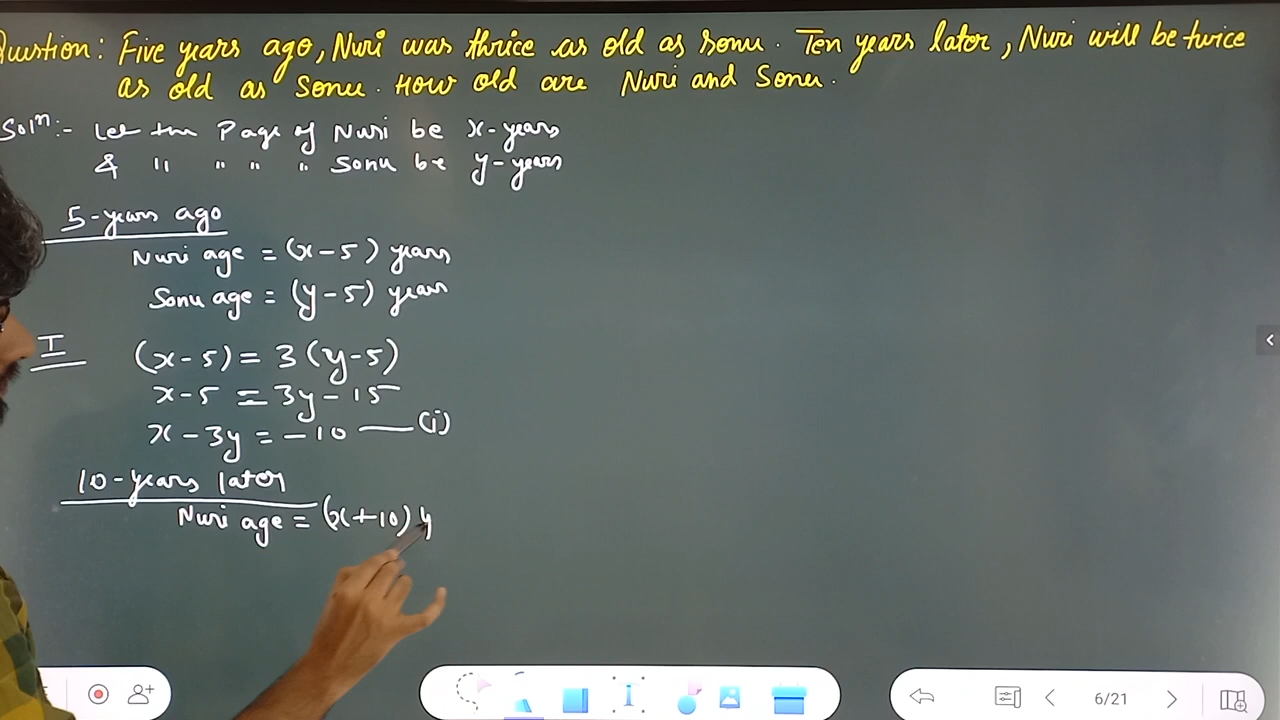 Question: Five years ago, Nuri was thrice as old as Sonu. Ten years later, Nuri will be twice
as old as Sonu. How old are Nuri and Sonu.
Solⁿ:- Let the P age of Nuri be x-years
& " " " " Sonu be y-years
5-years ago
Nuri age = (x-5) years
Sonu age = (y-5) years
I (x-5) = 3 (y-5)
x-5 = 3y-15
x-3y = -10 —(i)
10-years later
Nuri age = (x+10) y
6/21